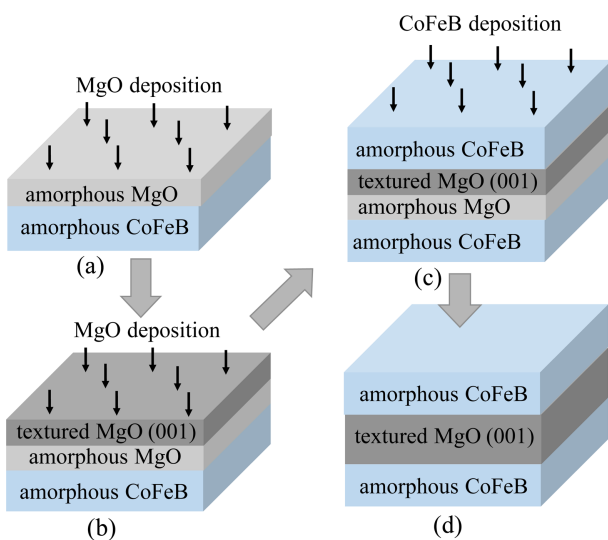 MgO deposition
amorphous MgO
amorphous CoFeB
(a)
MgO deposition
textured MgO (001)
amorphous MgO
amorphous CoFeB
(b)
CoFeB deposition
amorphous CoFeB
textured MgO (001)
amorphous MgO
amorphous CoFeB
(c)
amorphous CoFeB
textured MgO (001)
amorphous CoFeB
(d)